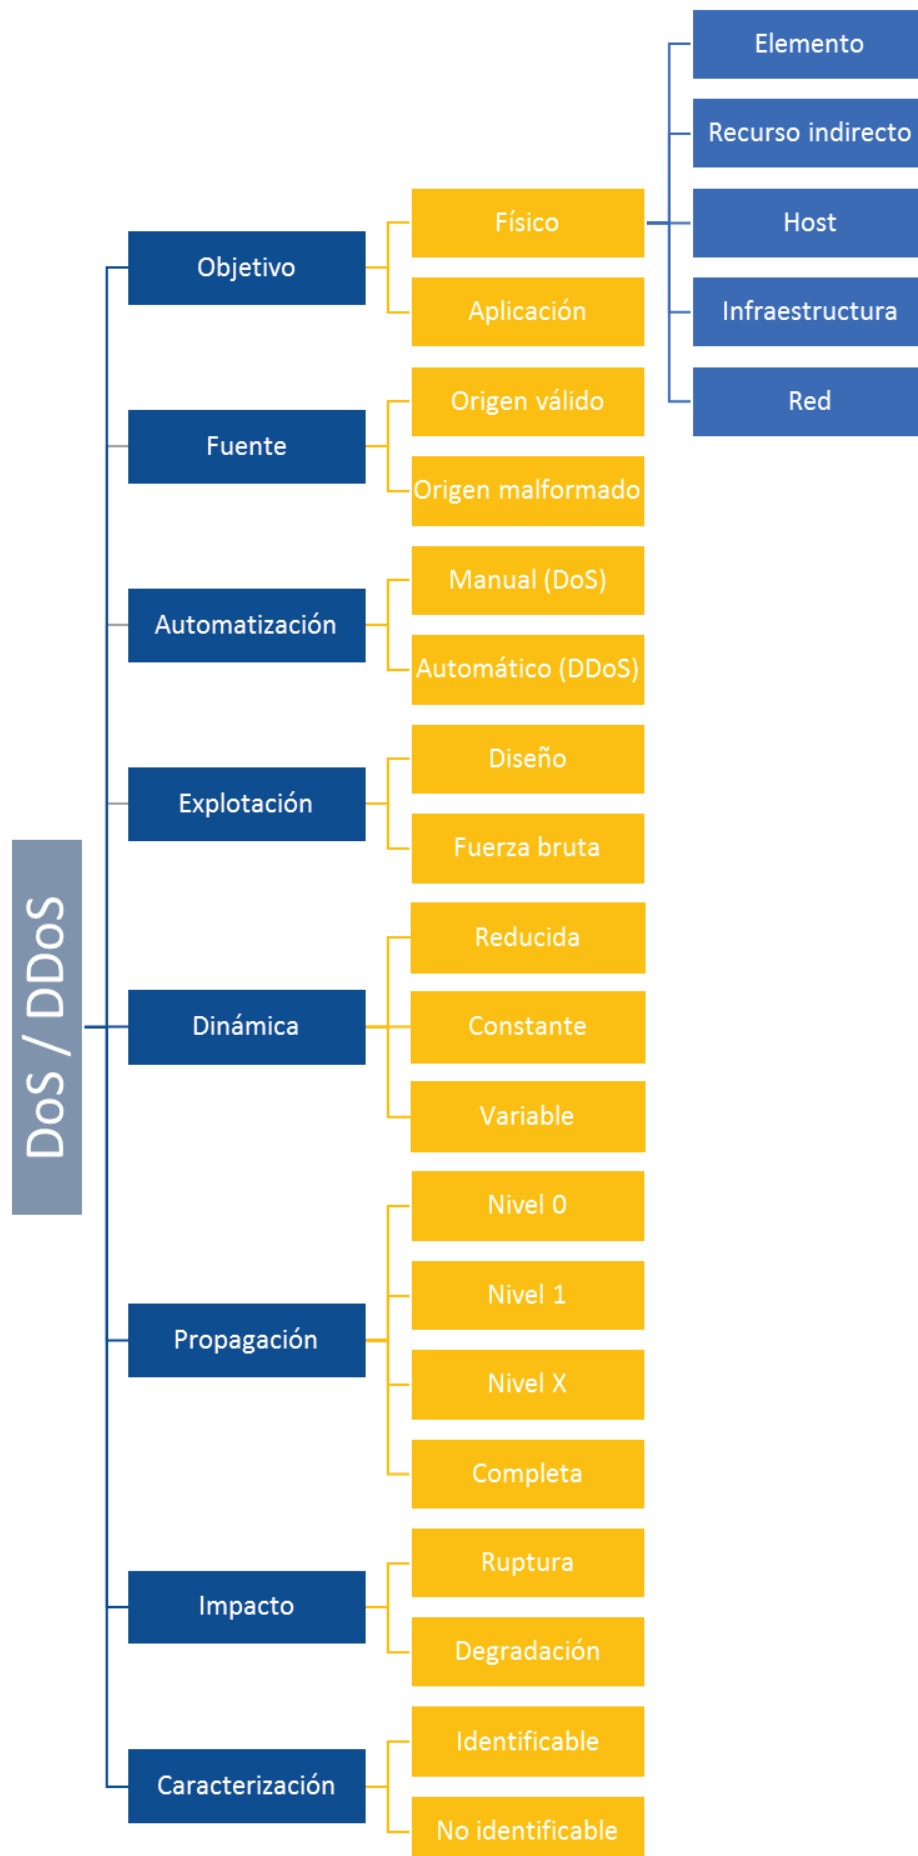 DoS / DDoS
Objetivo
Físico
Elemento
Recurso indirecto
Host
Infraestructura
Red
Aplicación
Fuente
Origen válido
Origen malformado
Automatización
Manual (DoS)
Automático (DDoS)
Explotación
Diseño
Fuerza bruta
Dinámica
Reducida
Constante
Variable
Propagación
Nivel 0
Nivel 1
Nivel X
Completa
Impacto
Ruptura
Degradación
Caracterización
Identificable
No identificable